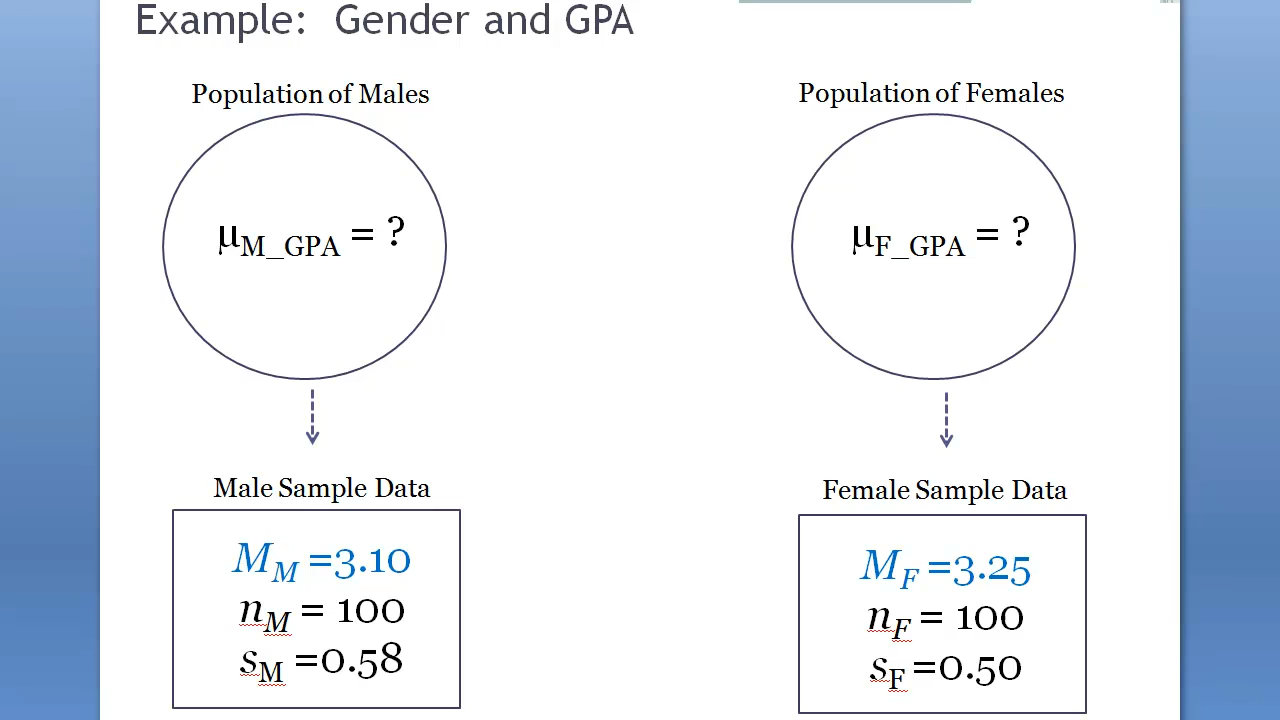 Example: Gender and GPA
Population of Males
μM_GPA = ?
Male Sample Data
MM =3.10
nM = 100
sM =0.58
Population of Females
μF_GPA = ?
Female Sample Data
MF =3.25
nF = 100
sF =0.50